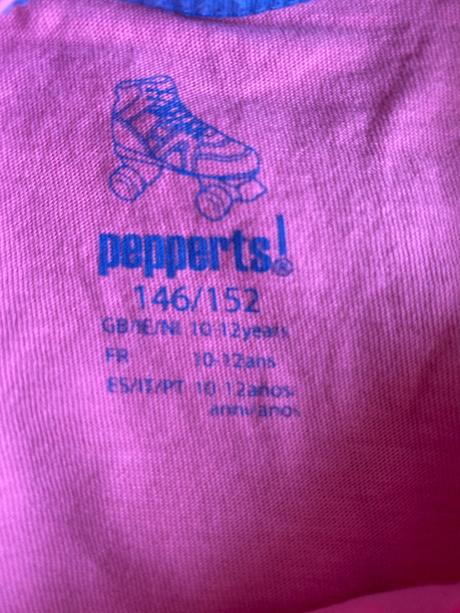 pepperts!®
146/152
GB/IE/NI 10-12years
FR 10-12ans
ES/IT/PT 10-12años/
anni/anos